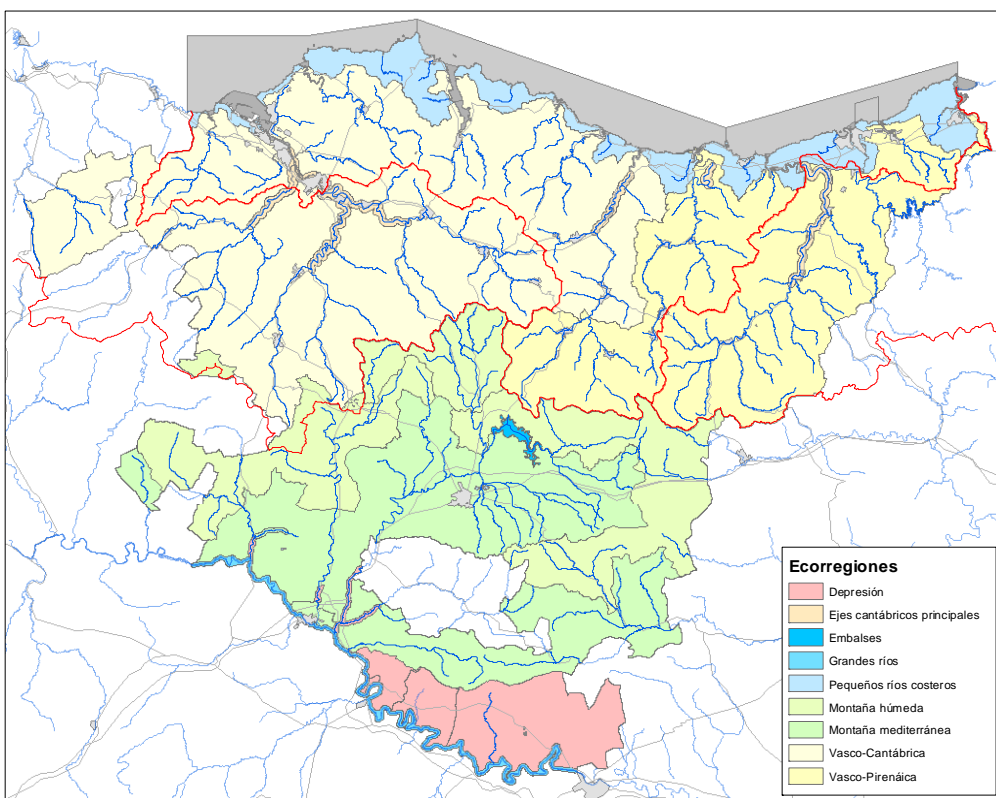 Ecorregiones
Depresión
Ejes cantábricos principales
Embalses
Grandes ríos
Pequeños ríos costeros
Montaña húmeda
Montaña mediterránea
Vasco-Cantábrica
Vasco-Pirenáica